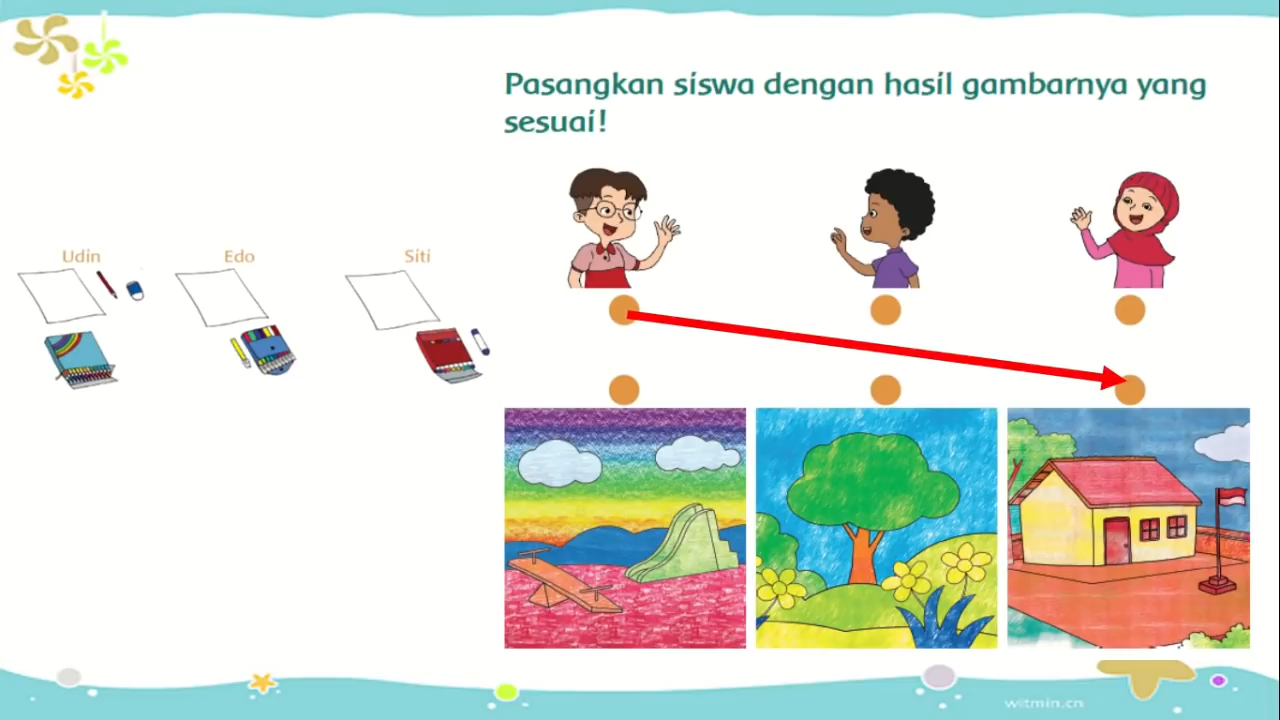 Pasangkan siswa dengan hasil gambarnya yang
sesuai!
Udin
Edo
Siti
witmin.cn